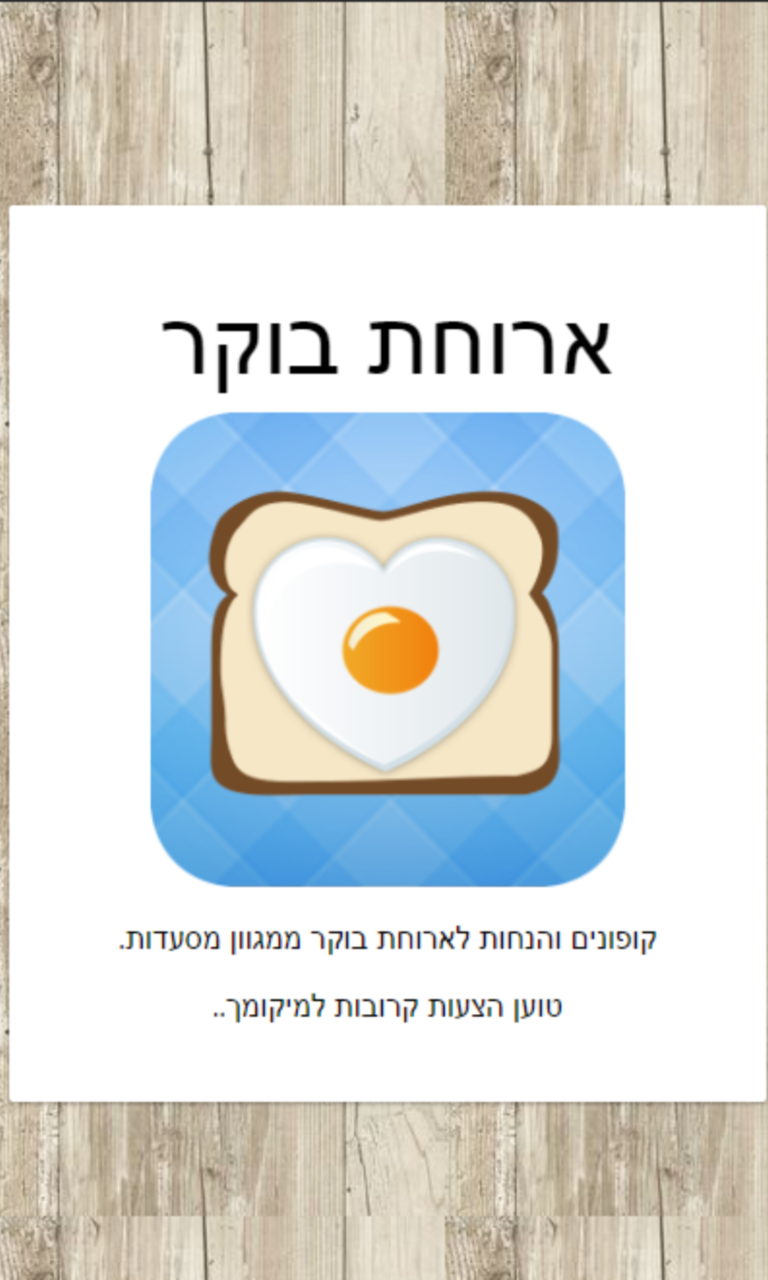 ארוחת בוקר
קופונים והנחות לארוחת בוקר ממגוון מסעדות.
טוען הצעות קרובות למיקומך..